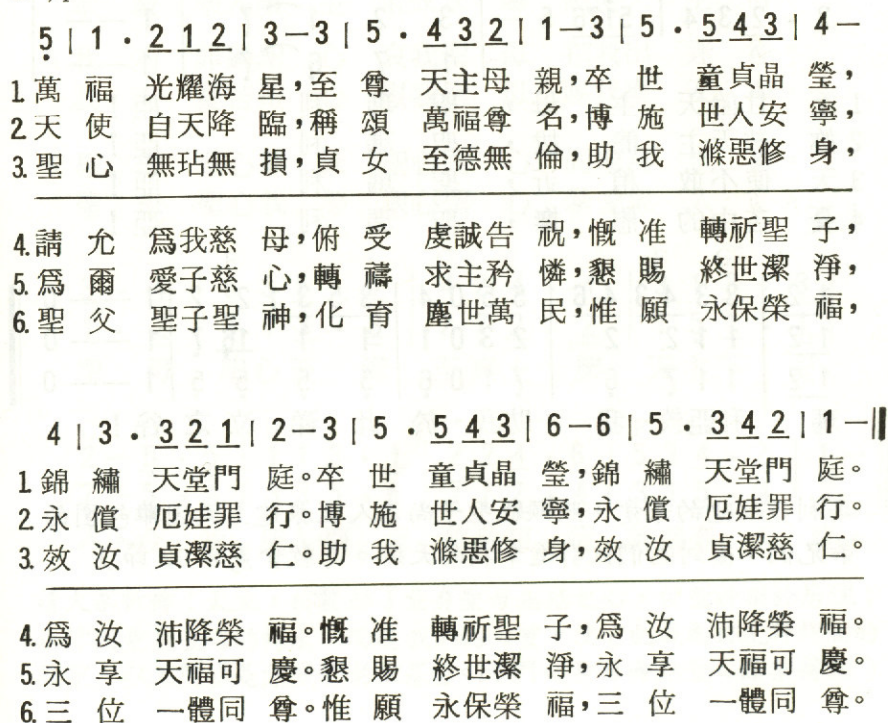 5 | 1 · 2 1 2 | 3 — 3 | 5 · 4 3 2 | 1 — 3 | 5 · 5 4 3 | 4 —
1. 萬 福 光耀海 星，至 尊 天主母 親，卒 世 童貞晶 瑩，
2. 天 使 自天降 臨，稱 頌 萬福尊 名，博 施 世人安 寧，
3. 聖 心 無玷無 損，貞 女 至德無 倫，助 我 滌惡修 身，
4. 請 允 爲我慈 母，俯 受 虔誠告 祝，慨 准 轉祈聖 子，
5. 爲 爾 愛子慈 心，轉 禱 求主矜 憐，懇 賜 終世潔 淨，
6. 聖 父 聖子聖 神，化 育 塵世萬 民，惟 願 永保榮 福，
4 | 3 · 3 2 1 | 2 — 3 | 5 · 5 4 3 | 6 — 6 | 5 · 3 4 2 | 1 — ‖
1. 錦 繡 天堂門 庭。卒 世 童貞晶 瑩，錦 繡 天堂門 庭。
2. 永 償 厄娃罪 行。博 施 世人安 寧，永 償 厄娃罪 行。
3. 效 汝 貞潔慈 仁。助 我 滌惡修 身，效 汝 貞潔慈 仁。
4. 爲 汝 沛降榮 福。慨 准 轉祈聖 子，爲 汝 沛降榮 福。
5. 永 享 天福可 慶。懇 賜 終世潔 淨，永 享 天福可 慶。
6. 三 位 一體同 尊。惟 願 永保榮 福，三 位 一體同 尊。